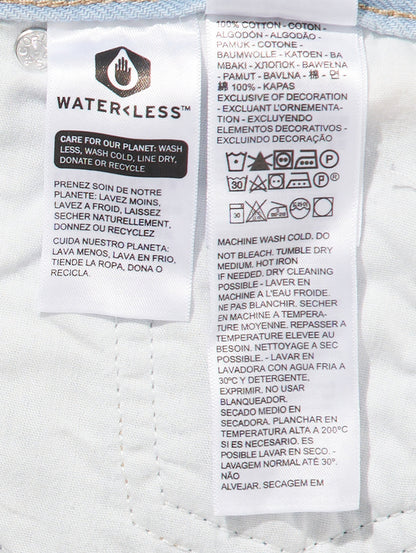 WATER<LESS™
CARE FOR OUR PLANET: WASH
LESS, WASH COLD, LINE DRY,
DONATE OR RECYCLE
PRENEZ SOIN DE NOTRE
PLANETE: LAVEZ MOINS,
LAVEZ A FROID, LAISSEZ
SECHER NATURELLEMENT,
DONNEZ OU RECYCLEZ
CUIDA NUESTRO PLANETA:
LAVA MENOS, LAVA EN FRIO,
TIENDE LA ROPA, DONA O
RECICLA.
100% COTTON - COTON -
ALGODÓN - ALGODÃO -
PAMUK - COTONE -
BAUMWOLLE - KATOEN - BA
MBAKI - ХЛОПОК - BAWEŁNA
- PAMUT - BAVLNA - 棉 - 면 -
綿 100% - KAPAS
EXCLUSIVE OF DECORATION
- EXCLUANT L'ORNEMENTA-
TION - EXCLUYENDO
ELEMENTOS DECORATIVOS -
EXCLUINDO DECORAÇÃO
30
30
MACHINE WASH COLD. DO
NOT BLEACH. TUMBLE DRY
MEDIUM. HOT IRON
IF NEEDED. DRY CLEANING
POSSIBLE - LAVER EN
MACHINE A L'EAU FROIDE.
NE PAS BLANCHIR. SECHER
EN MACHINE A TEMPERA-
TURE MOYENNE. REPASSER A
TEMPERATURE ELEVEE AU
BESOIN. NETTOYAGE A SEC
POSSIBLE. - LAVAR EN
LAVADORA CON AGUA FRIA A
30ºC Y DETERGENTE.
EXPRIMIR. NO USAR
BLANQUEADOR.
SECADO MEDIO EN
SECADORA. PLANCHAR EN
TEMPERATURA ALTA A 200°C
SI ES NECESARIO. ES
POSIBLE LAVAR EN SECO. -
LAVAGEM NORMAL ATÉ 30º.
NÃO
ALVEJAR. SECAGEM EM